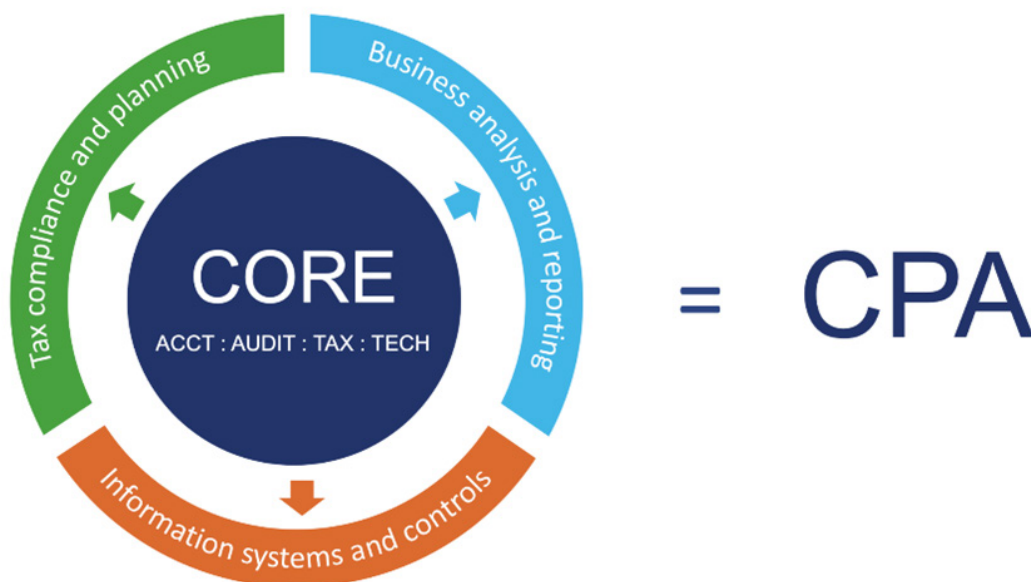 Tax compliance and planning
Business analysis and reporting
CORE
ACCT : AUDIT : TAX : TECH
= CPA
Information systems and controls